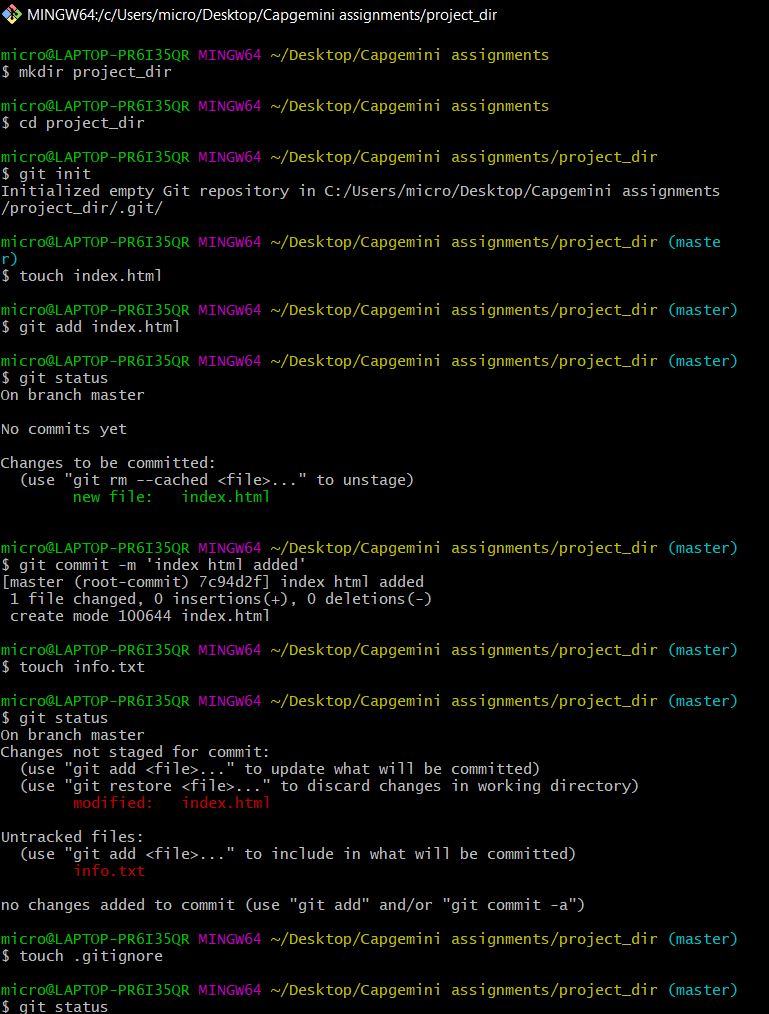 MINGW64:/c/Users/micro/Desktop/Capgemini assignments/project_dir
micro@LAPTOP-PR6I35QR MINGW64 ~/Desktop/Capgemini assignments
$ mkdir project_dir
micro@LAPTOP-PR6I35QR MINGW64 ~/Desktop/Capgemini assignments
$ cd project_dir
micro@LAPTOP-PR6I35QR MINGW64 ~/Desktop/Capgemini assignments/project_dir
$ git init
Initialized empty Git repository in C:/Users/micro/Desktop/Capgemini assignments
/project_dir/.git/
micro@LAPTOP-PR6I35QR MINGW64 ~/Desktop/Capgemini assignments/project_dir (maste
r)
$ touch index.html
micro@LAPTOP-PR6I35QR MINGW64 ~/Desktop/Capgemini assignments/project_dir (master)
$ git add index.html
micro@LAPTOP-PR6I35QR MINGW64 ~/Desktop/Capgemini assignments/project_dir (master)
$ git status
On branch master
No commits yet
Changes to be committed:
  (use "git rm --cached <file>..." to unstage)
        new file:   index.html
micro@LAPTOP-PR6I35QR MINGW64 ~/Desktop/Capgemini assignments/project_dir (master)
$ git commit -m 'index html added'
[master (root-commit) 7c94d2f] index html added
 1 file changed, 0 insertions(+), 0 deletions(-)
 create mode 100644 index.html
micro@LAPTOP-PR6I35QR MINGW64 ~/Desktop/Capgemini assignments/project_dir (master)
$ touch info.txt
micro@LAPTOP-PR6I35QR MINGW64 ~/Desktop/Capgemini assignments/project_dir (master)
$ git status
On branch master
Changes not staged for commit:
  (use "git add <file>..." to update what will be committed)
  (use "git restore <file>..." to discard changes in working directory)
        modified:   index.html
Untracked files:
  (use "git add <file>..." to include in what will be committed)
        info.txt
no changes added to commit (use "git add" and/or "git commit -a")
micro@LAPTOP-PR6I35QR MINGW64 ~/Desktop/Capgemini assignments/project_dir (master)
$ touch .gitignore
micro@LAPTOP-PR6I35QR MINGW64 ~/Desktop/Capgemini assignments/project_dir (master)
$ git status